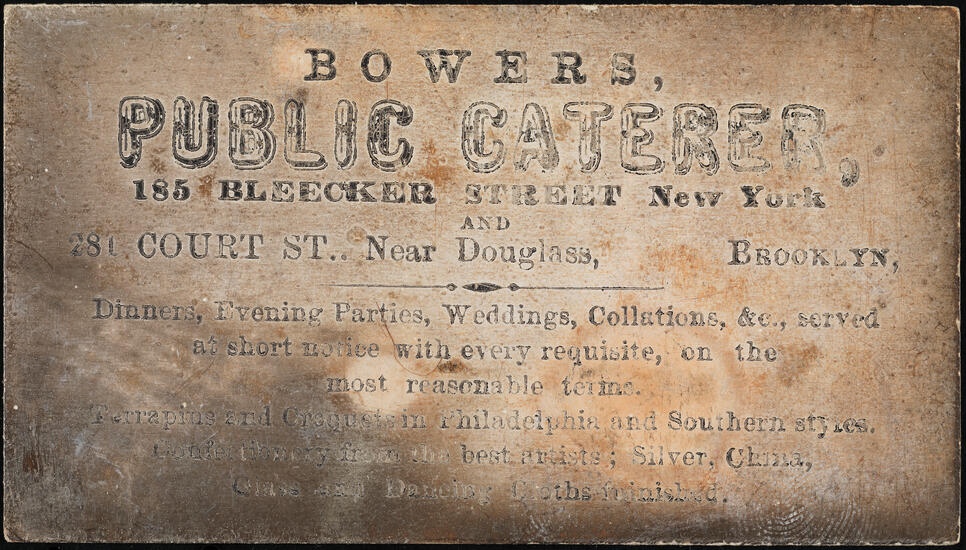 BOWERS,
PUBLIC CATERER,
185 BLEECKER STREET New York
AND
281 COURT ST.. Near Douglass, BROOKLYN,
Dinners, Evening Parties, Weddings, Collations, &c., served
at short notice with every requisite, on the
most reasonable terms.
Terrapins and Croquets in Philadelphia and Southern styles.
Confectionery from the best artists; Silver, China,
Glass and Dancing Cloths furnished.